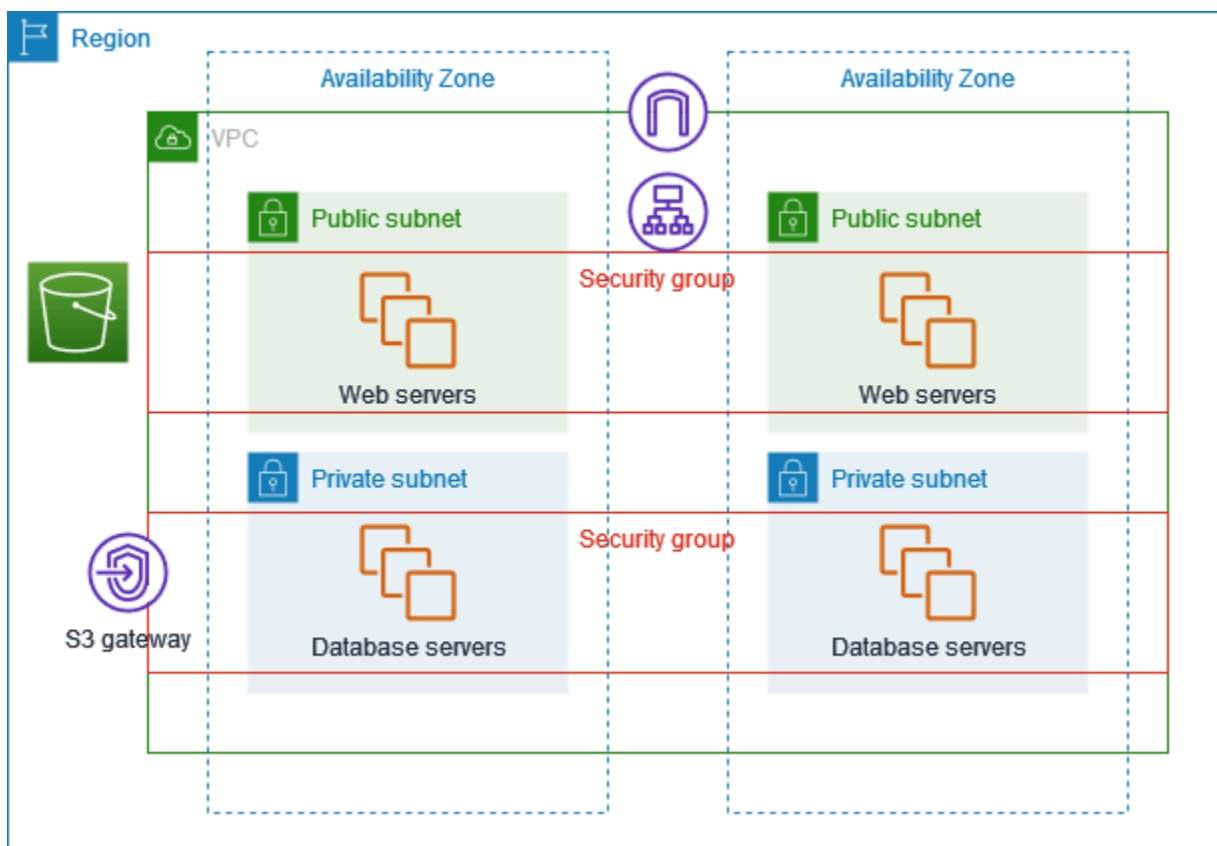 Region
Availability Zone
Availability Zone
VPC
Public subnet
Public subnet
Security group
Web servers
Web servers
Private subnet
Private subnet
Security group
S3 gateway
Database servers
Database servers